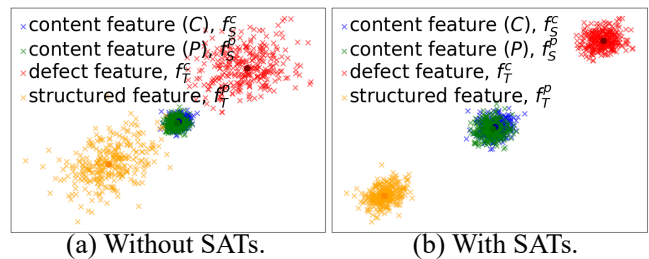 × content feature (C), f_S^c
× content feature (P), f_S^p
× defect feature, f_T^c
× structured feature, f_T^p
(a) Without SATs.
× content feature (C), f_S^c
× content feature (P), f_S^p
× defect feature, f_T^c
× structured feature, f_T^p
(b) With SATs.